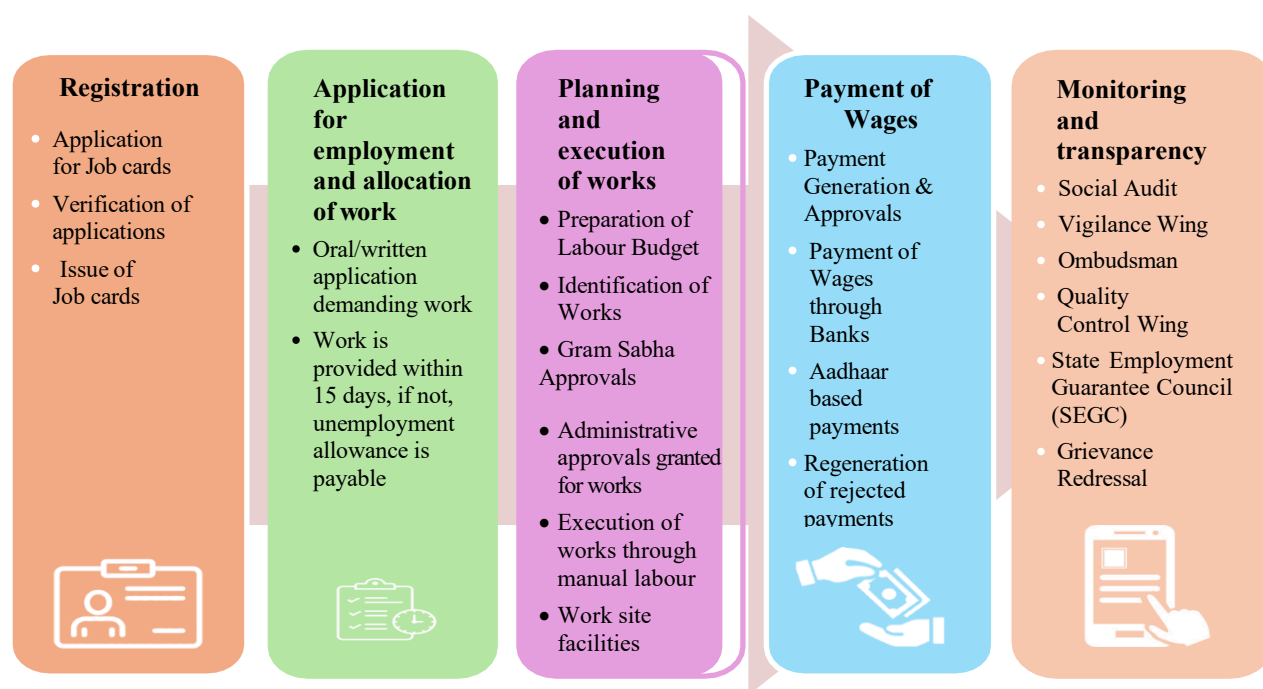 Registration
• Application
for Job cards
• Verification of
applications
• Issue of
Job cards
Application
for
employment
and allocation
of work
• Oral/written
application
demanding work
• Work is
provided within
15 days, if not,
unemployment
allowance is
payable
Planning
and
execution
of works
• Preparation of
Labour Budget
• Identification of
Works
• Gram Sabha
Approvals
• Administrative
approvals granted
for works
• Execution of
works through
manual labour
• Work site
facilities
Payment of
Wages
• Payment
Generation &
Approvals
• Payment of
Wages
through
Banks
• Aadhaar
based
payments
• Regeneration
of rejected
payments
Monitoring
and
transparency
• Social Audit
• Vigilance Wing
• Ombudsman
• Quality
Control Wing
• State Employment
Guarantee Council
(SEGC)
• Grievance
Redressal